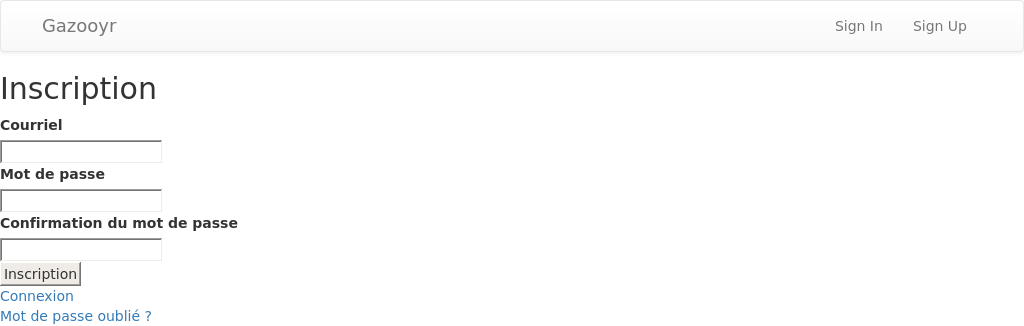 Gazooyr Sign In Sign Up
Inscription
Courriel
Mot de passe
Confirmation du mot de passe
Inscription
Connexion
Mot de passe oublié ?